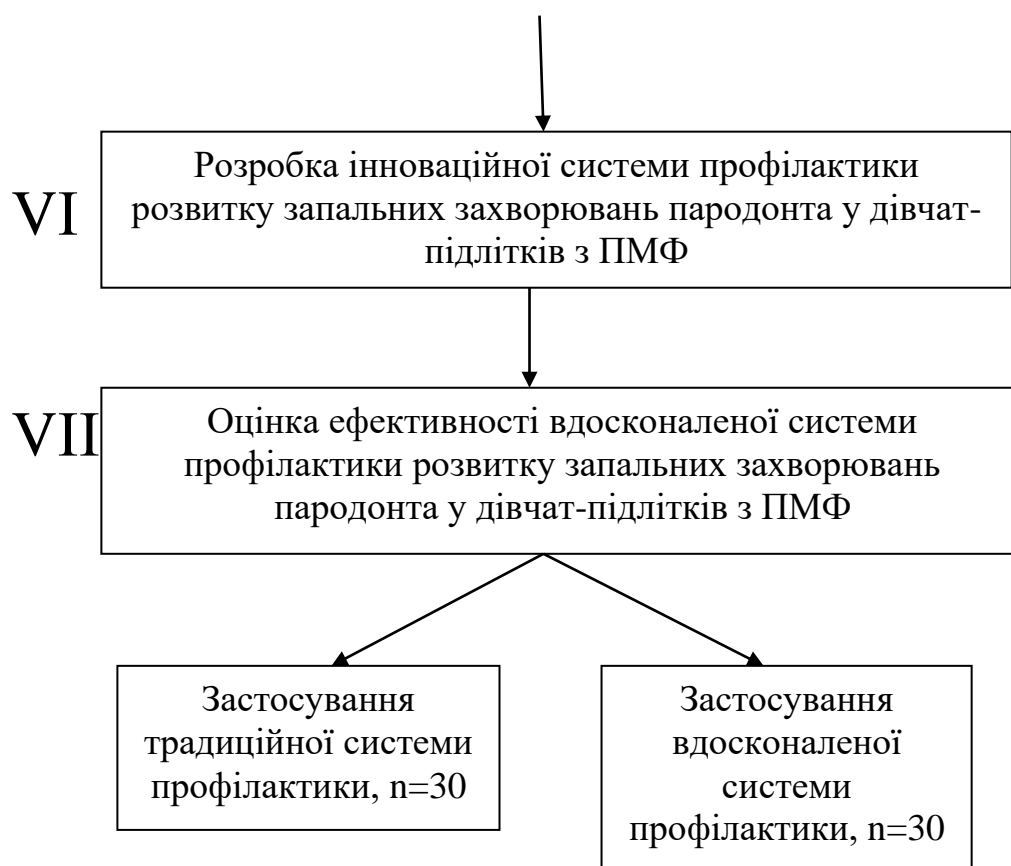 VI
Розробка інноваційної системи профілактики
розвитку запальних захворювань пародонта у дівчат-
підлітків з ПМФ
VII
Оцінка ефективності вдосконаленої системи
профілактики розвитку запальних захворювань
пародонта у дівчат-підлітків з ПМФ
Застосування
традиційної системи
профілактики, n=30
Застосування
вдосконаленої
системи
профілактики, n=30